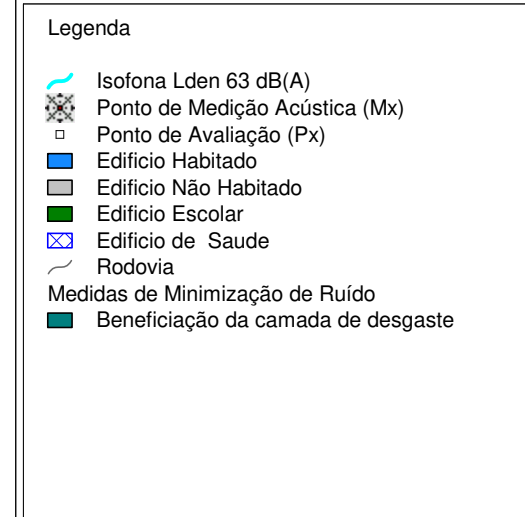 Legenda
Isofona Lden 63 dB(A)
Ponto de Medição Acústica (Mx)
Ponto de Avaliação (Px)
Edificio Habitado
Edificio Não Habitado
Edificio Escolar
Edificio de  Saude
Rodovia
Medidas de Minimização de Ruído
Beneficiação da camada de desgaste